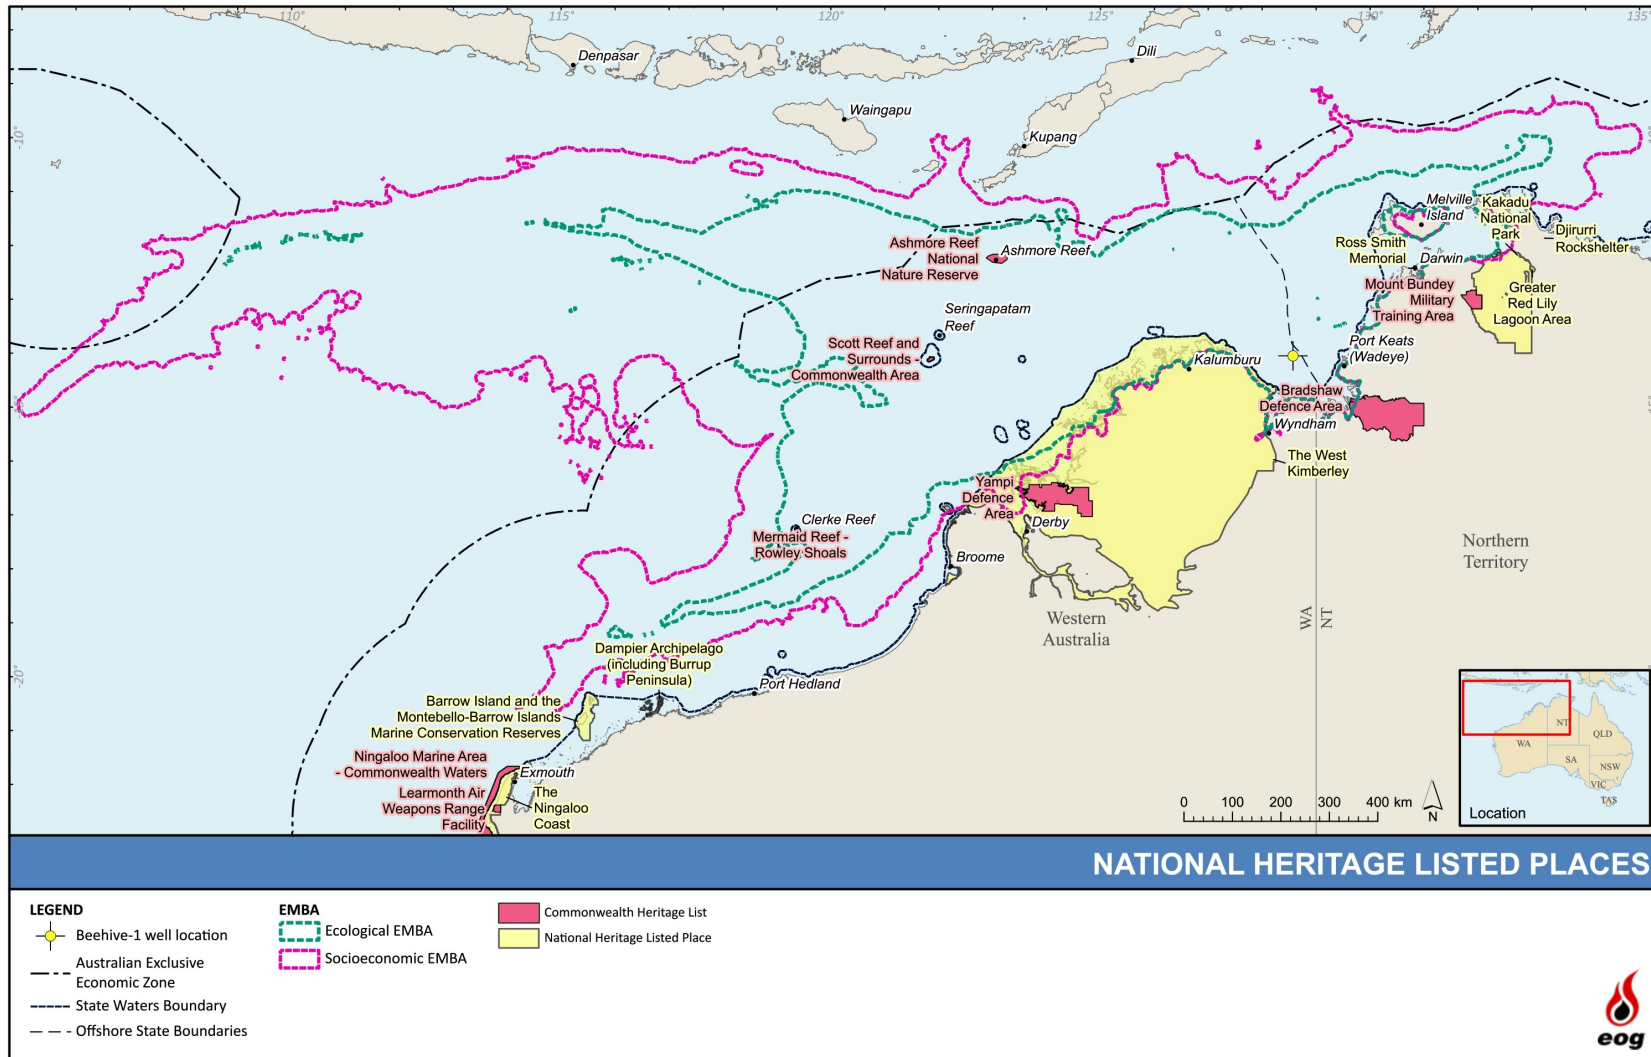 110°
115°
120°
125°
130°
135°
-10°
-20°
Denpasar
Dili
Waingapu
Kupang
Melville
Island
Kakadu
National
Park
Djirurri
Rockshelter
Ross Smith
Memorial
Darwin
Ashmore Reef
National
Nature Reserve
Ashmore Reef
Mount Bundey
Military
Training Area
Greater
Red Lily
Lagoon Area
Seringapatam
Reef
Scott Reef and
Surrounds -
Commonwealth Area
Port Keats
(Wadeye)
Kalumburu
Bradshaw
Defence Area
Wyndham
The West
Kimberley
Yampi
Defence
Area
Derby
Clerke Reef
Mermaid Reef -
Rowley Shoals
Broome
Northern
Territory
Western
Australia
WA
NT
Dampier Archipelago
(including Burrup
Peninsula)
Port Hedland
Barrow Island and the
Montebello-Barrow Islands
Marine Conservation Reserves
Ningaloo Marine Area
- Commonwealth Waters
Exmouth
Learmonth Air
Weapons Range
Facility
The
Ningaloo
Coast
0 100 200 300 400 km
N
NT
QLD
WA
SA
NSW
VIC
TAS
Location
NATIONAL HERITAGE LISTED PLACES
LEGEND
Beehive-1 well location
Australian Exclusive
Economic Zone
State Waters Boundary
Offshore State Boundaries
EMBA
Ecological EMBA
Socioeconomic EMBA
Commonwealth Heritage List
National Heritage Listed Place
eog